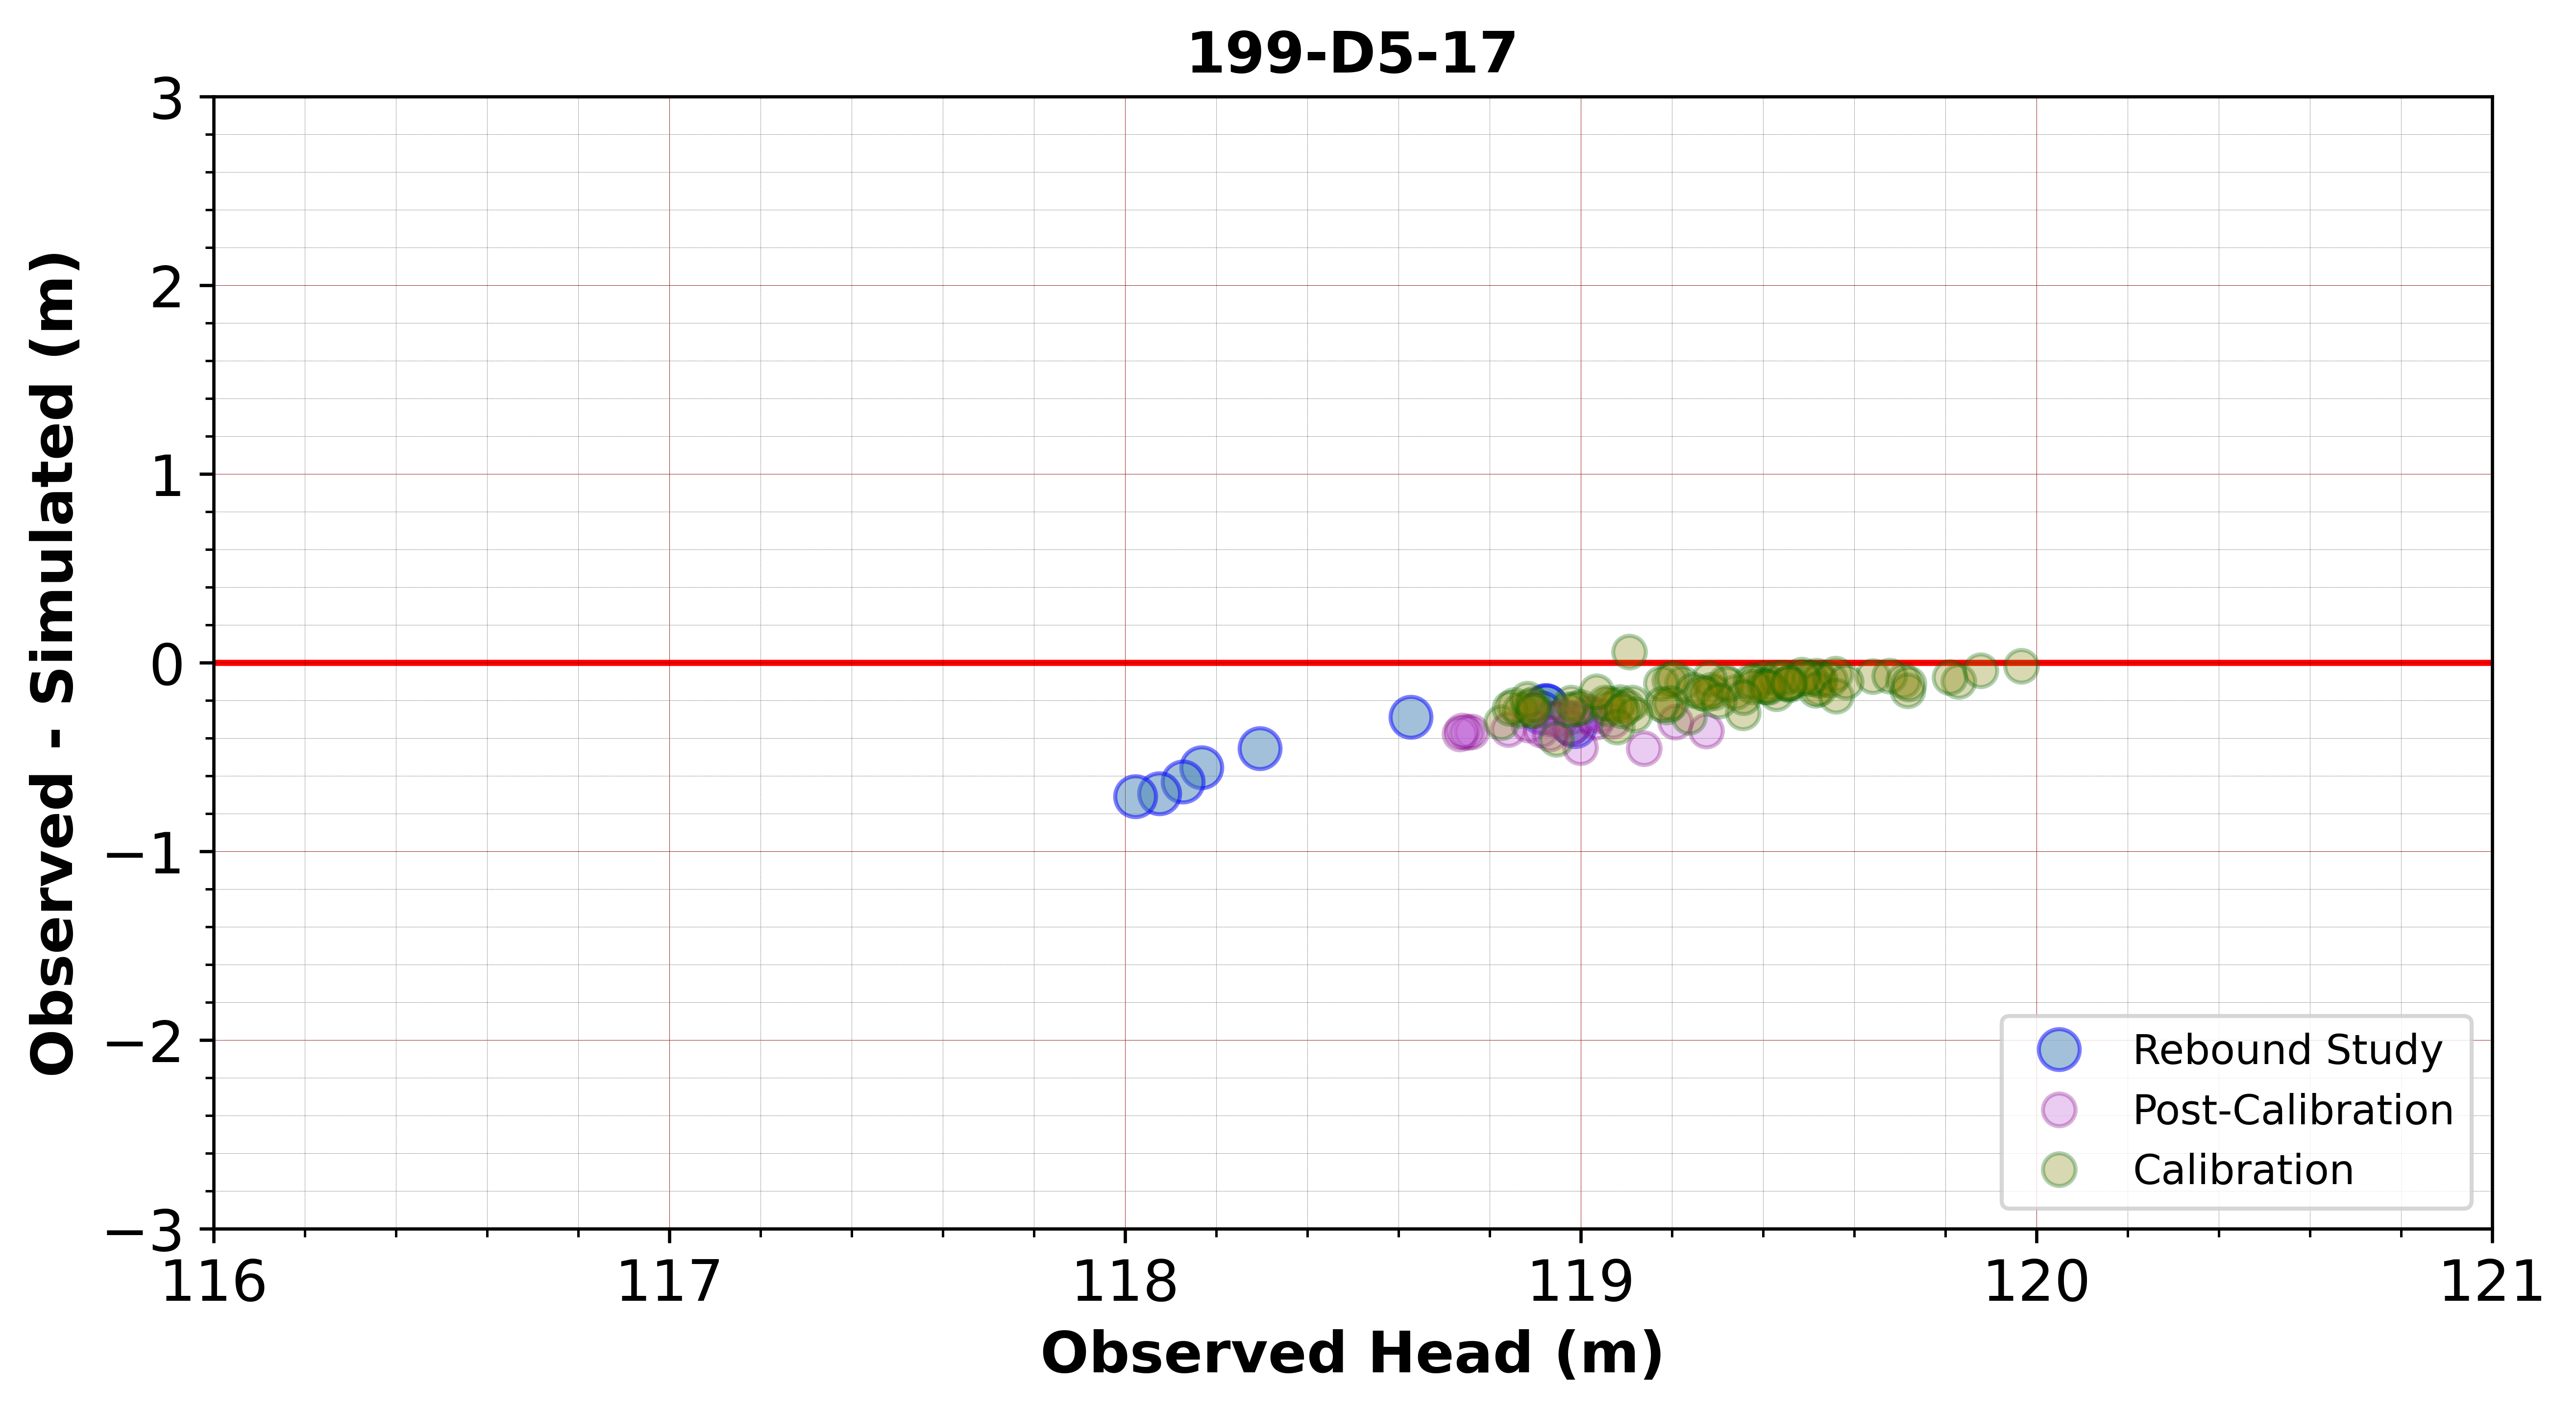 199-D5-17
3
2
1
0
−1
−2
−3
Observed - Simulated (m)
Rebound Study
Post-Calibration
Calibration
116 117 118 119 120 121
Observed Head (m)